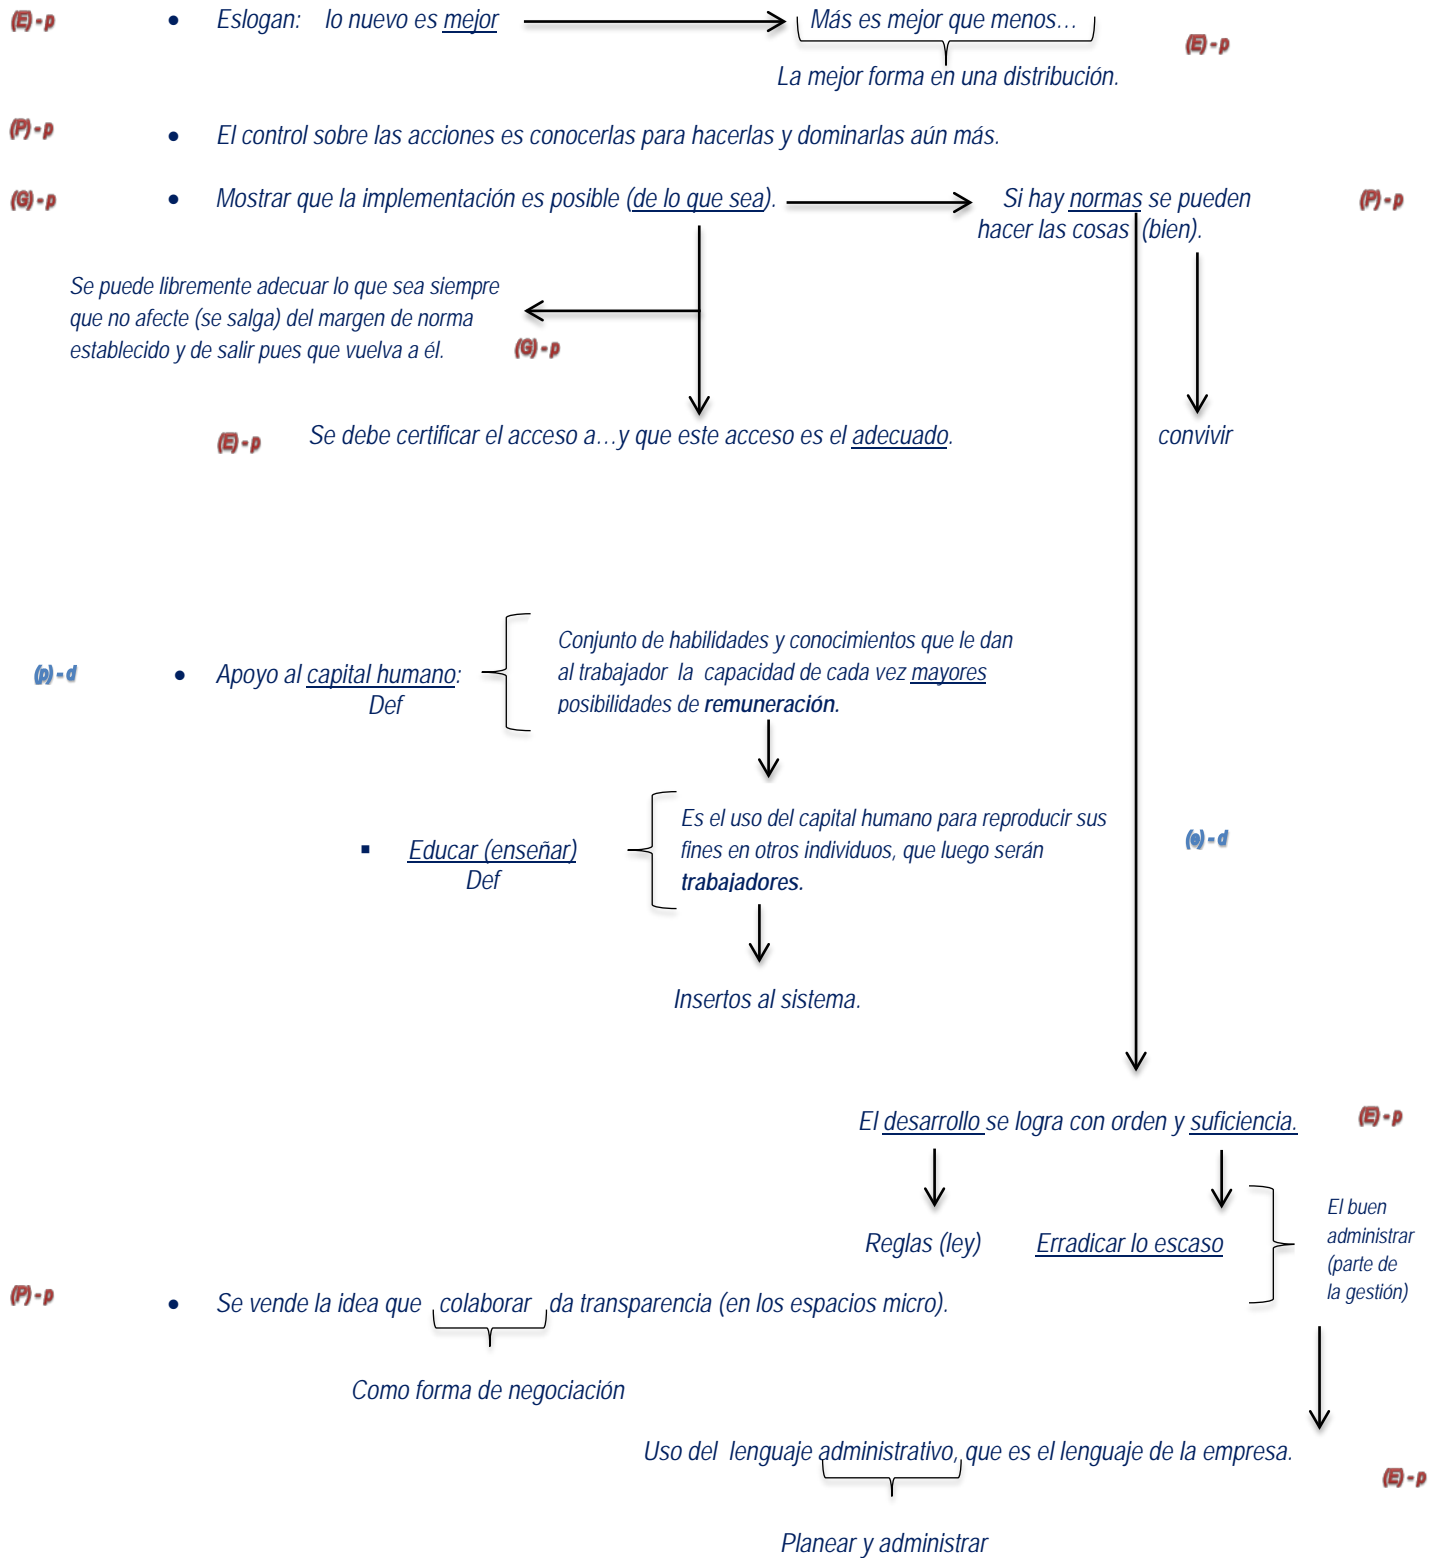 (E) - p • Eslogan: lo nuevo es mejor Más es mejor que menos…
(E) - p
La mejor forma en una distribución.
(P) - p • El control sobre las acciones es conocerlas para hacerlas y dominarlas aún más.
(G) - p • Mostrar que la implementación es posible (de lo que sea). Si hay normas se pueden (P) - p
hacer las cosas (bien).
Se puede libremente adecuar lo que sea siempre
que no afecte (se salga) del margen de norma
establecido y de salir pues que vuelva a él. (G) - p
(E) - p Se debe certificar el acceso a…y que este acceso es el adecuado. convivir
Conjunto de habilidades y conocimientos que le dan
(p) - d • Apoyo al capital humano: al trabajador la capacidad de cada vez mayores
Def posibilidades de remuneración.
Es el uso del capital humano para reproducir sus
▪ Educar (enseñar) fines en otros individuos, que luego serán (e) - d
Def trabajadores.
Insertos al sistema.
El desarrollo se logra con orden y suficiencia. (E) - p
Reglas (ley) Erradicar lo escaso
El buen
administrar
(parte de
la gestión)
(P) - p • Se vende la idea que colaborar da transparencia (en los espacios micro).
Como forma de negociación
Uso del lenguaje administrativo, que es el lenguaje de la empresa.
(E) - p
Planear y administrar